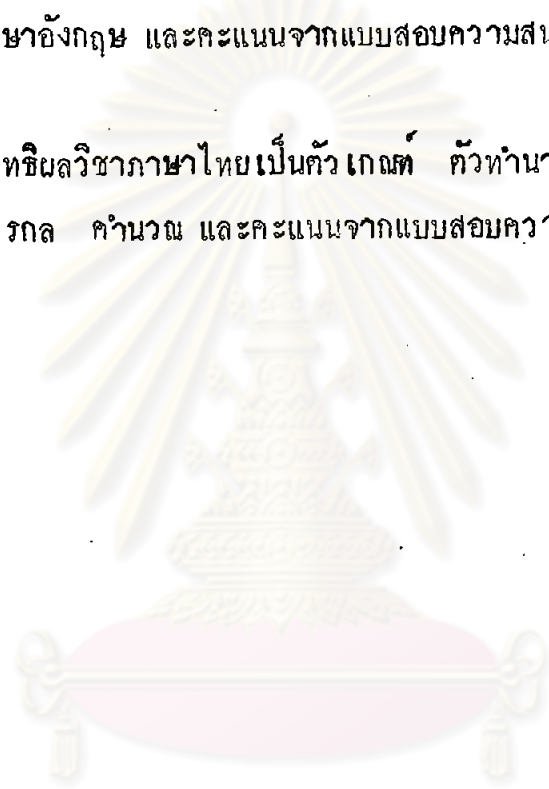 ษาอังกฤษ และคะแนนจากแบบสอบความสน
ทธิผลวิชาภาษาไทยเป็นตัวเกณฑ์ ตัวทำนา
รกล คำนวณ และคะแนนจากแบบสอบควา